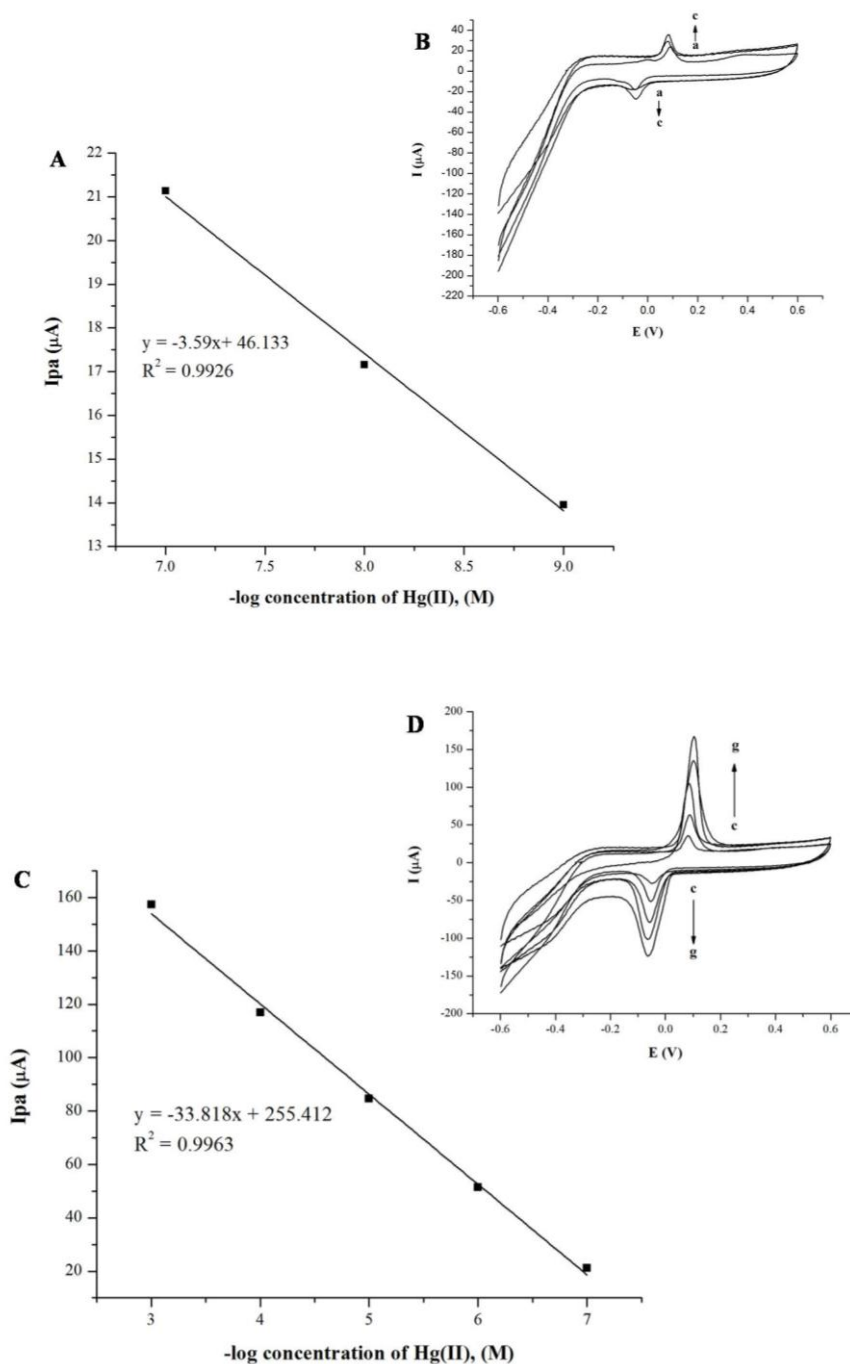 B
c
a
a
c
40
20
0
-20
-40
-60
-80
-100
-120
-140
-160
-180
-200
-220
I (μA)
-0.6
-0.4
-0.2
0.0
0.2
0.4
0.6
E (V)
A
22
21
20
19
18
17
16
15
14
13
Ipa (μA)
y = -3.59x+ 46.133
R² = 0.9926
7.0
7.5
8.0
8.5
9.0
-log concentration of Hg(II), (M)
D
g
c
c
g
200
150
100
50
0
-50
-100
-150
-200
I (μA)
-0.6
-0.4
-0.2
0.0
0.2
0.4
0.6
E (V)
C
160
140
120
100
80
60
40
20
Ipa (μA)
y = -33.818x + 255.412
R² = 0.9963
3
4
5
6
7
-log concentration of Hg(II), (M)